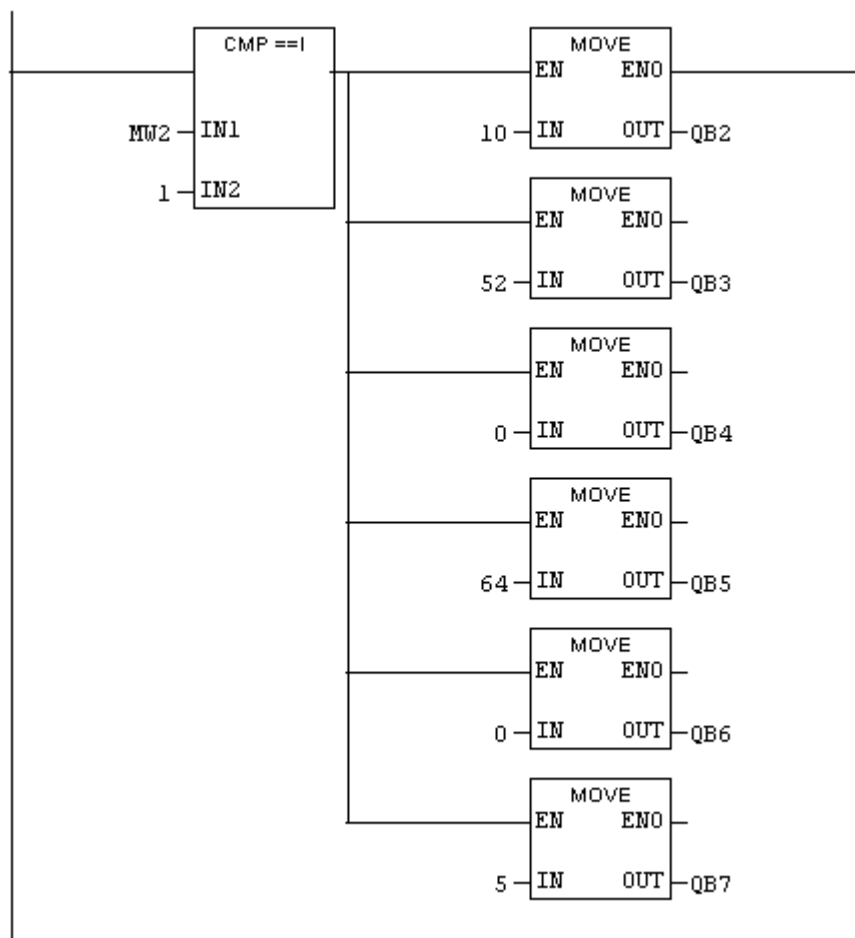 CMP ==I
MW2 IN1
1 IN2
MOVE
EN ENO
10 IN OUT QB2
MOVE
EN ENO
52 IN OUT QB3
MOVE
EN ENO
0 IN OUT QB4
MOVE
EN ENO
64 IN OUT QB5
MOVE
EN ENO
0 IN OUT QB6
MOVE
EN ENO
5 IN OUT QB7